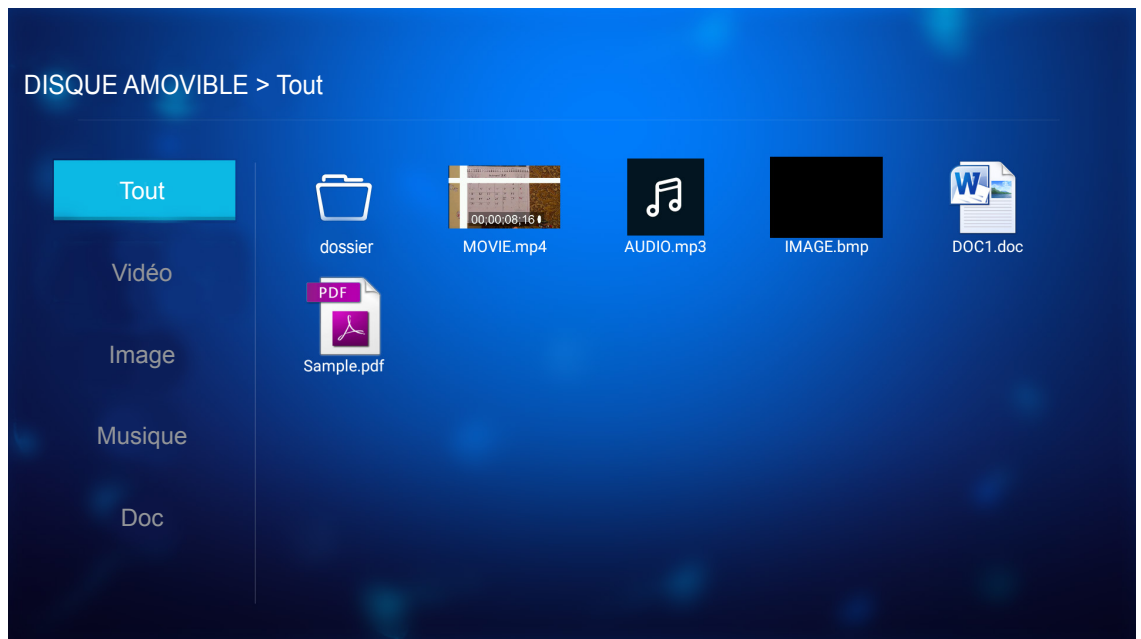 DISQUE AMOVIBLE > Tout
Tout
Vidéo
Image
Musique
Doc
00;00;08;16
dossier
MOVIE.mp4
AUDIO.mp3
IMAGE.bmp
W
DOC1.doc
PDF
Sample.pdf